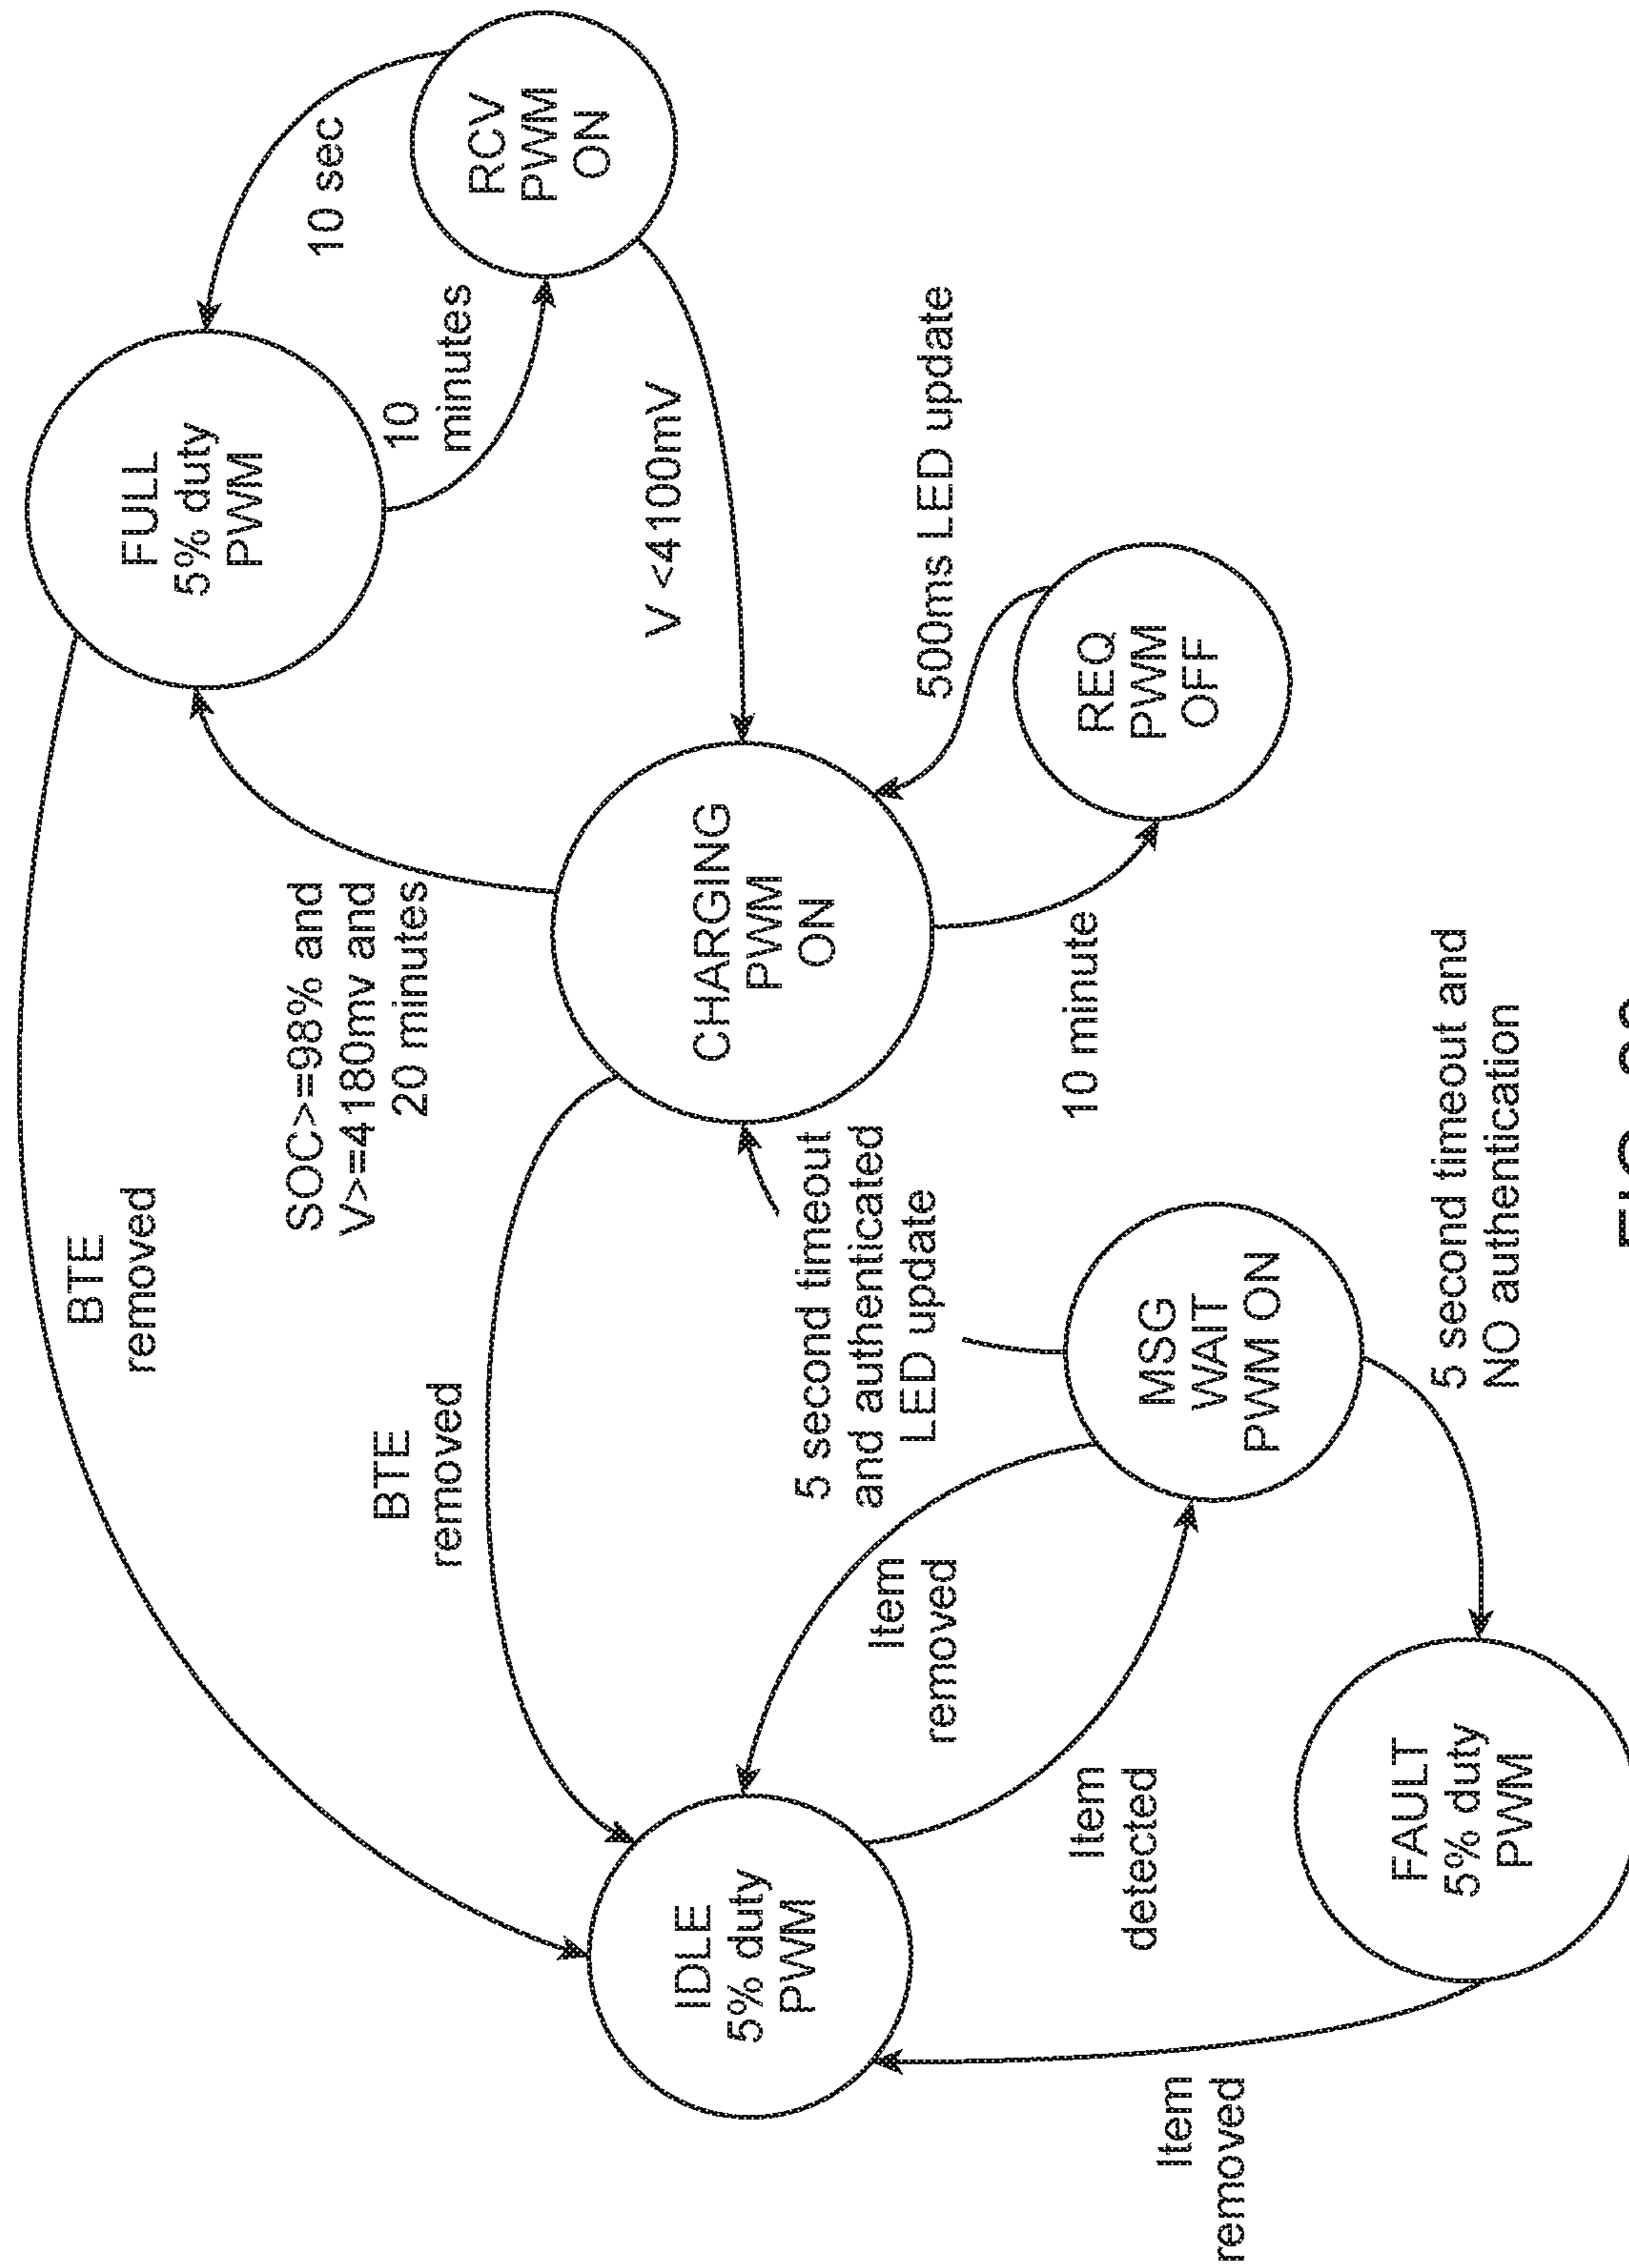 BTE
removed
FULL
5% duty
PWM
10 sec
SOC>=98% and
V>=4180mv and
20 minutes
10
minutes
BTE
removed
RCV
PWM
ON
V <4100mV
IDLE
5% duty
PWM
CHARGING
PWM
ON
5 second timeout
and authenticated
LED update
500ms LED update
Item
removed
Item
detected
10 minute
REQ
PWM
OFF
MSG
WAIT
PWM ON
Item
removed
FAULT
5% duty
PWM
5 second timeout and
NO authentication